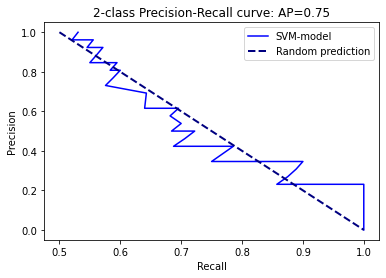 2-class Precision-Recall curve: AP=0.75
SVM-model
Random prediction
Precision
1.0
0.8
0.6
0.4
0.2
0.0
0.5 0.6 0.7 0.8 0.9 1.0
Recall